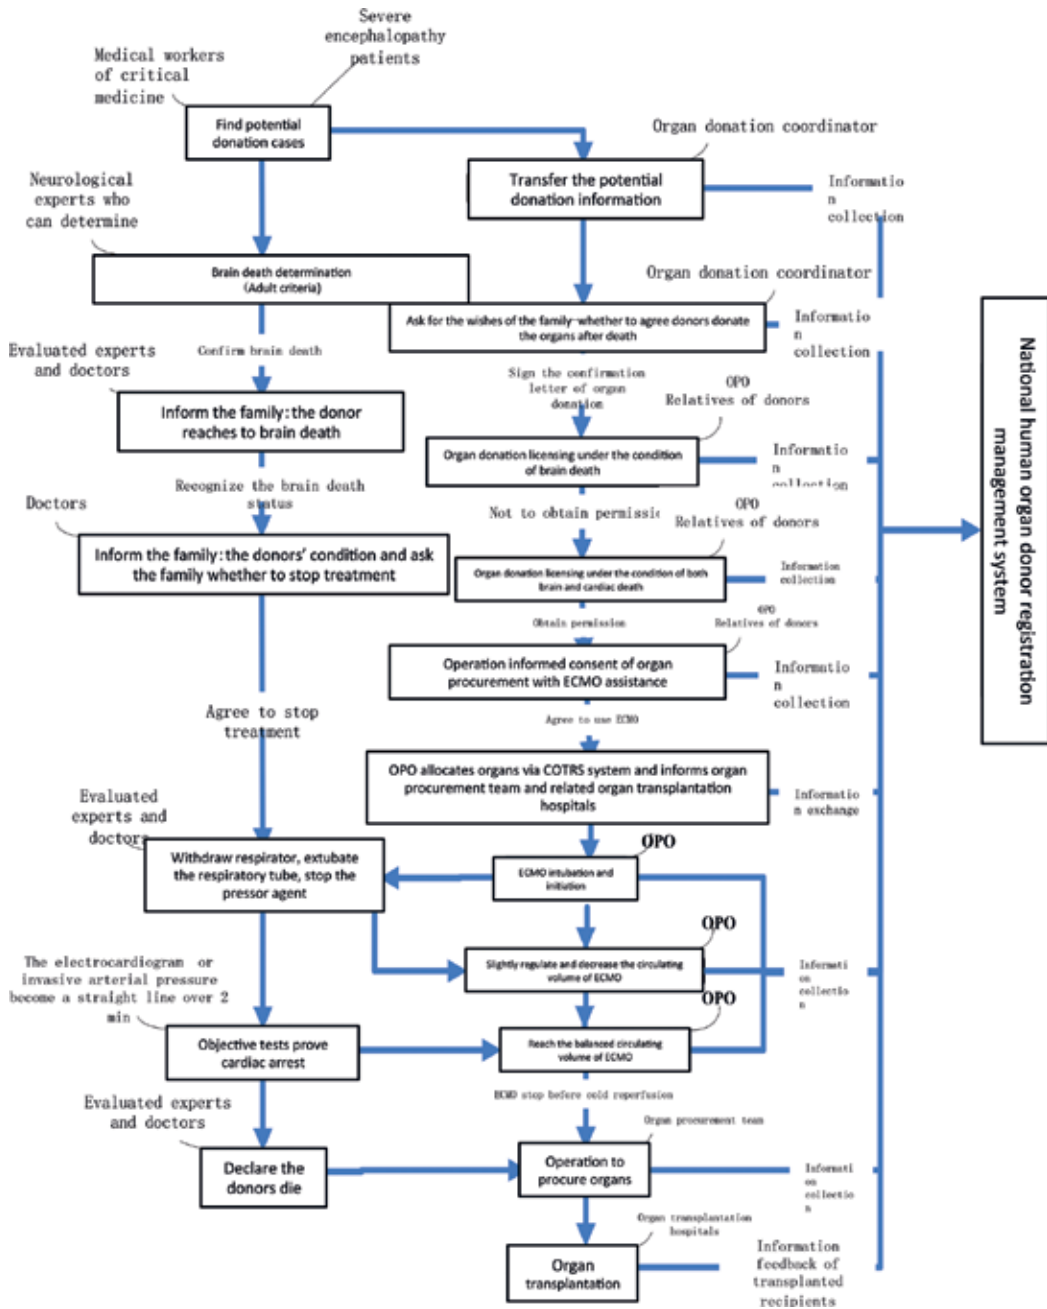 Severe
encephalopathy
patients
Medical workers
of critical
medicine
Find potential
donation cases
Organ donation coordinator
Transfer the potential
donation information
Informatio
n
collection
Neurological
experts who
can determine
Brain death determination
(Adult criteria)
Organ donation coordinator
Ask for the wishes of the family-whether to agree donors donate
the organs after death
Informatio
n
collection
Confirm brain death
Evaluated experts
and doctors
Sign the confirmation
letter of organ
donation
OPO
Relatives of donors
Inform the family: the donor
reaches to brain death
Organ donation licensing under the condition
of brain death
Informatio
n
collection
Recognize the brain death
status
Doctors
Not to obtain permissi
OPO
Relatives of donors
Inform the family: the donors' condition and ask
the family whether to stop treatment
Organ donation licensing under the condition of both
brain and cardiac death
Information
collection
Obtain permission
OPO
Relatives of donors
Operation informed consent of organ
procurement with ECMO assistance
Informatio
n
collection
Agree to stop
treatment
Agree to use ECMO
OPO allocates organs via COTRS system and informs organ
procurement team and related organ transplantation
hospitals
Informatio
n exchange
Evaluated
experts and
doctors
Withdraw respirator, extubate
the respiratory tube, stop the
pressor agent
OPO
ECMO intubation and
initiation
OPO
Slightly regulate and decrease the circulating
volume of ECMO
Informati
on
collectio
n
The electrocardiogram or
invasive arterial pressure
become a straight line over 2
min
OPO
Objective tests prove
cardiac arrest
Reach the balanced circulating
volume of ECMO
ECMO stop before cold reperfusion
Evaluated experts
and doctors
Organ procurement team
Declare the
donors die
Operation to
procure organs
Informati
on
collectio
n
Organ transplantation
hospitals
Organ
transplantation
Information
feedback of
transplanted
recipients
National human organ donor registration
management system